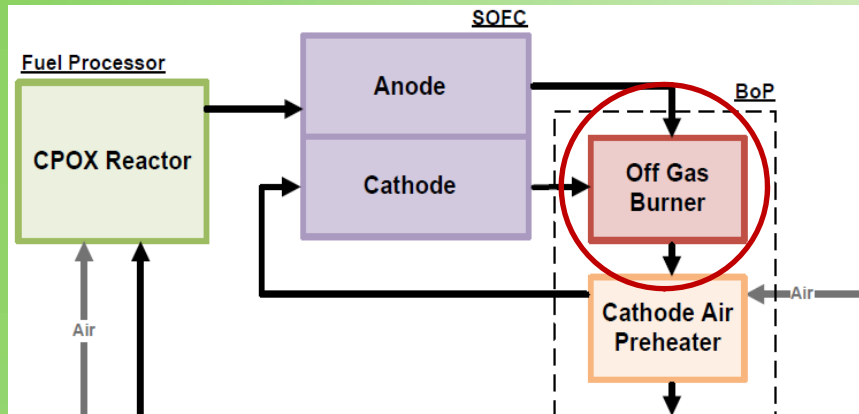 SOFC
Fuel Processor
Anode
BoP
CPOX Reactor
Cathode
Off Gas
Burner
Air
Cathode Air
Preheater
Air